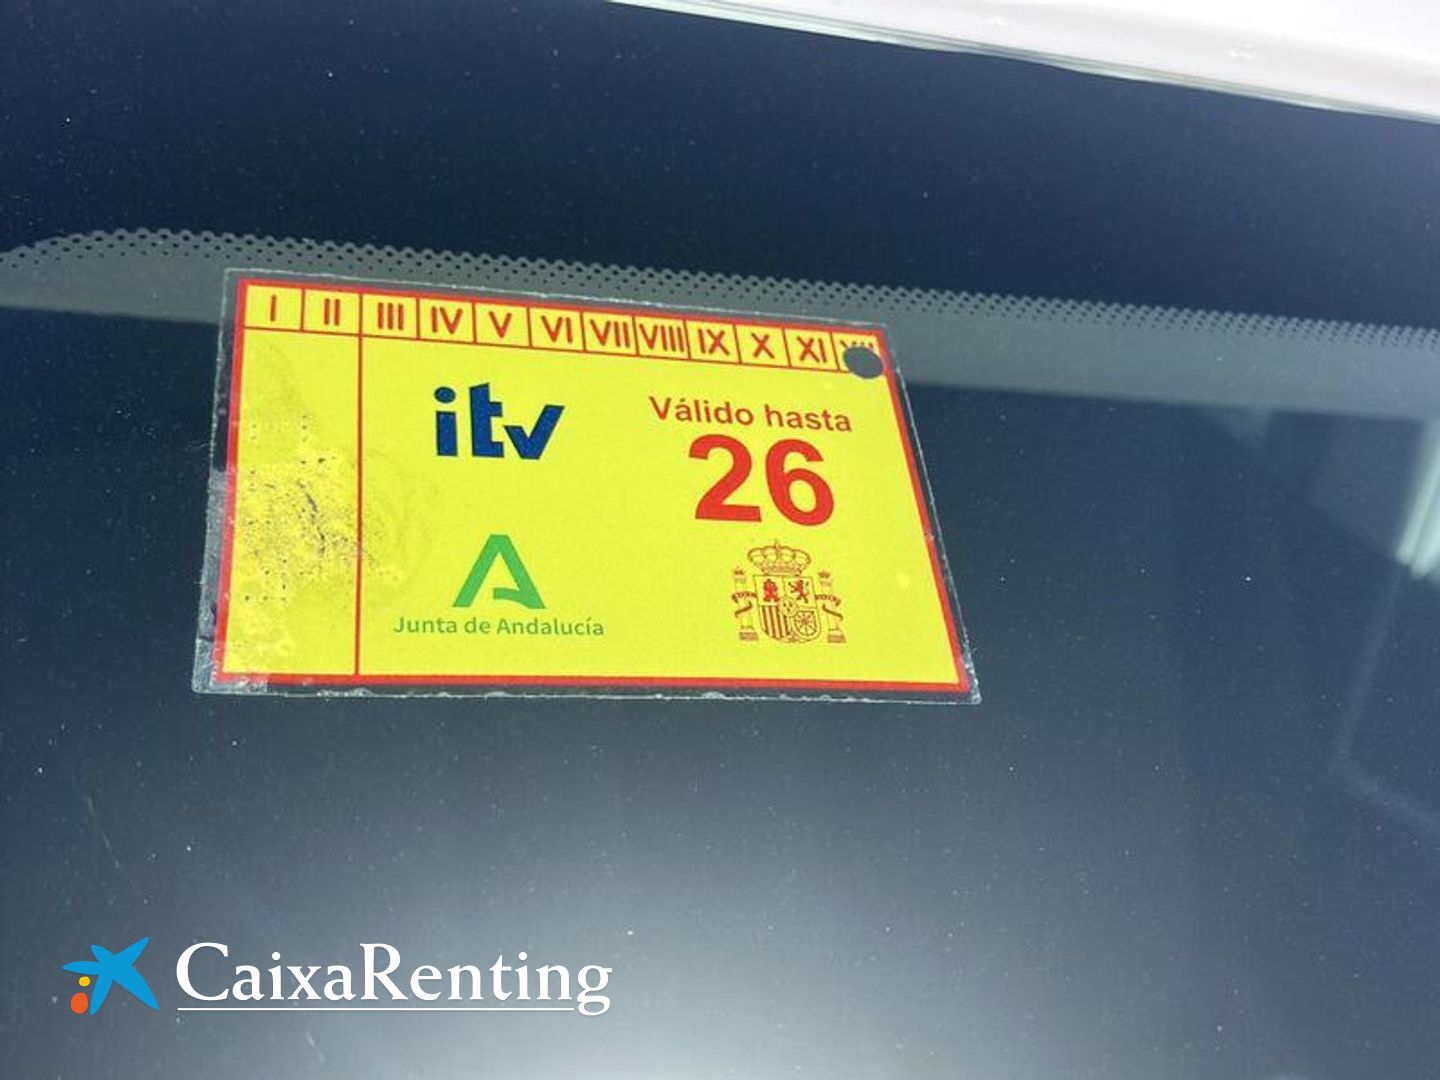 I II III IV V VI VII VIII IX X XI
itv
Válido hasta
26
Junta de Andalucía
CaixaRenting